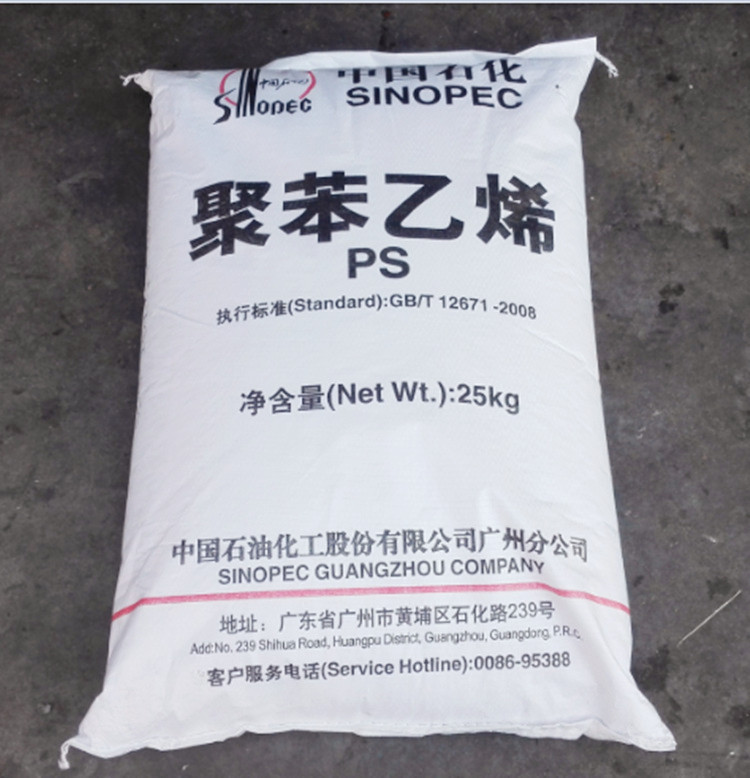 中国石化
SINOPEC
SINOPEC
聚苯乙烯
PS
执行标准(Standard):GB/T 12671-2008
净含量(Net Wt.):25kg
中国石油化工股份有限公司广州分公司
SINOPEC GUANGZHOU COMPANY
地址：广东省广州市黄埔区石化路239号
Add:No. 239 Shihua Road, Huangpu District, Guangzhou, Guangdong, P.R.C.
客户服务电话(Service Hotline):0086-95388